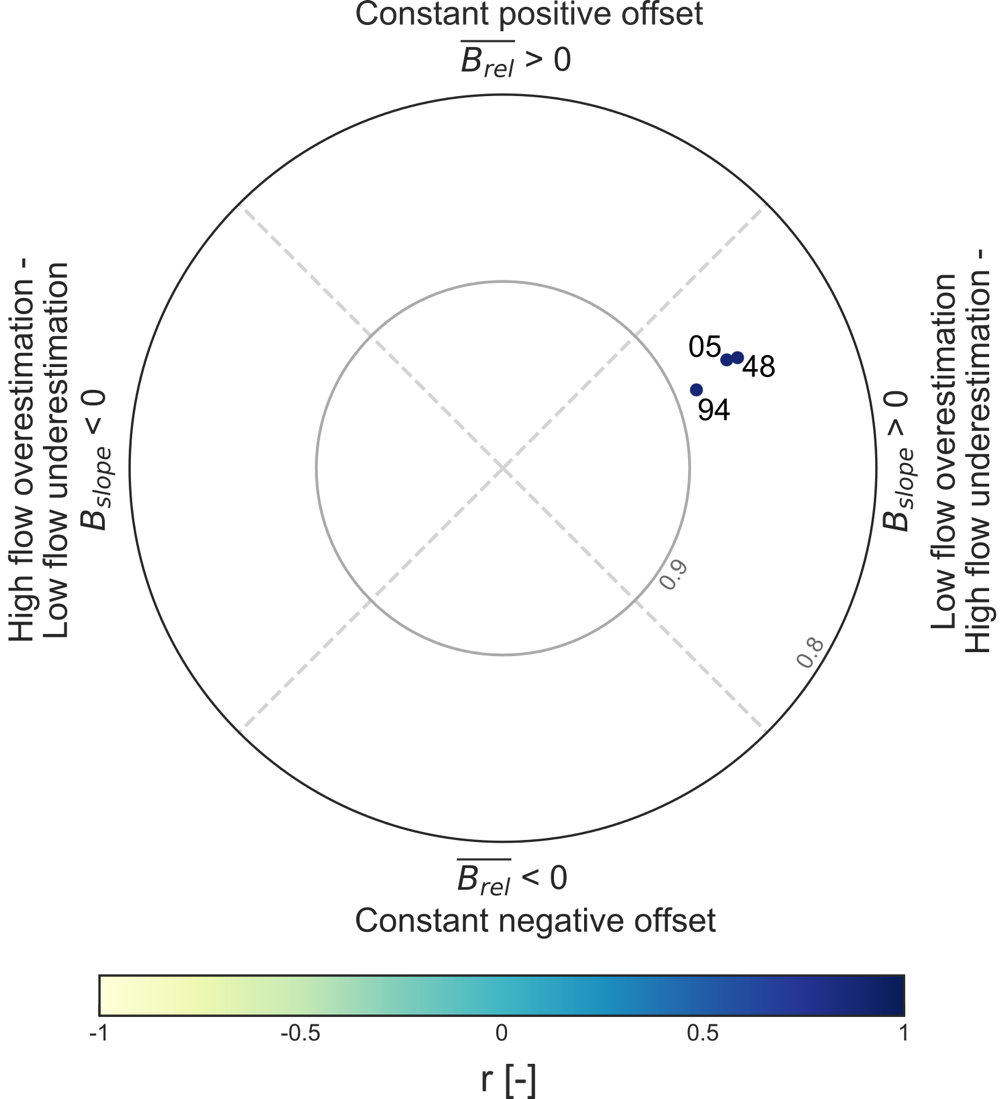 Constant positive offset
B_rel > 0
High flow overestimation -
Low flow underestimation
B_slope < 0
05
48
94
B_slope > 0
Low flow overestimation
High flow underestimation -
0.9
0.8
B_rel < 0
Constant negative offset
-1 -0.5 0 0.5 1
r [-]